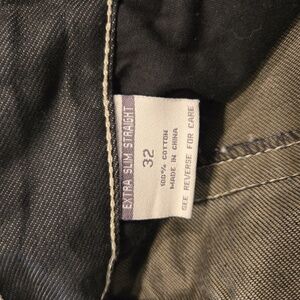 EXTRA SLIM STRAIGHT
32
100% COTTON
MADE IN CHINA
SEE REVERSE FOR CARE